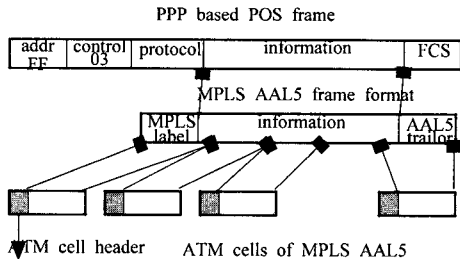 PPP based POS frame
addr FF control 03 protocol information FCS
MPLS AAL5 frame format
MPLS label information AAL5 trailor
ATM cell header ATM cells of MPLS AAL5